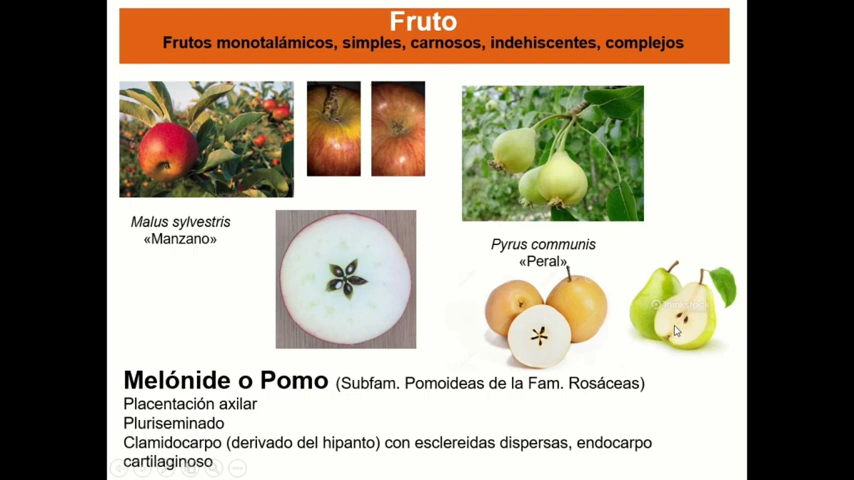 Fruto
Frutos monotalámicos, simples, carnosos, indehiscentes, complejos
Malus sylvestris
«Manzano»
Pyrus communis
«Peral»
Melónide o Pomo (Subfam. Pomoideas de la Fam. Rosáceas)
Placentación axilar
Pluriseminado
Clamidocarpo (derivado del hipanto) con esclereidas dispersas, endocarpo
cartilaginoso